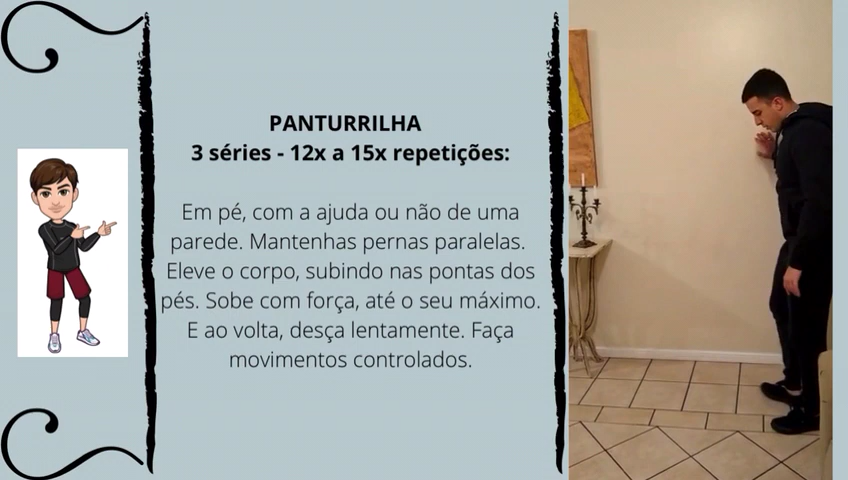 PANTURRILHA
3 séries - 12x a 15x repetições:
Em pé, com a ajuda ou não de uma
parede. Mantenhas pernas paralelas.
Eleve o corpo, subindo nas pontas dos
pés. Sobe com força, até o seu máximo.
E ao volta, desça lentamente. Faça
movimentos controlados.